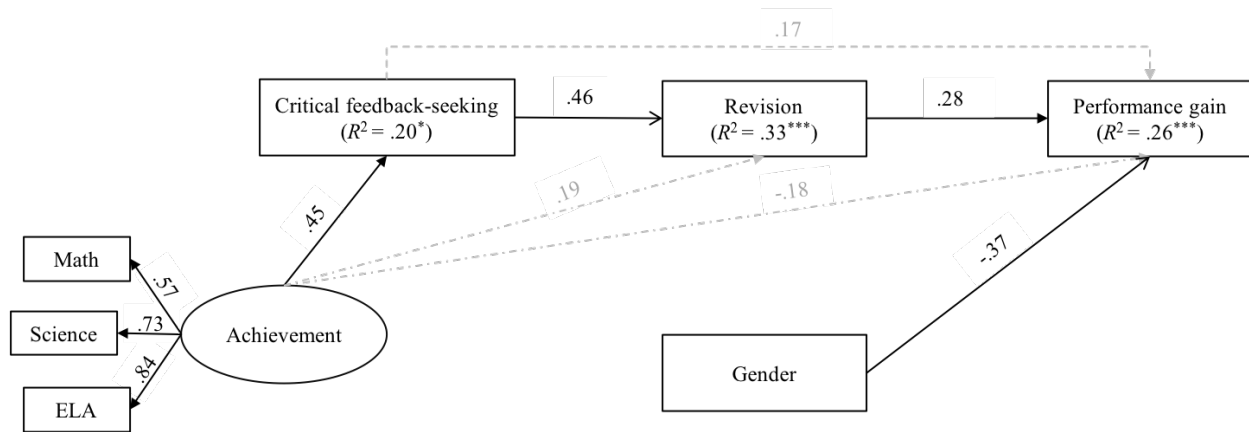 .17
Critical feedback-seeking
(R² = .20*)
.46
Revision
(R² = .33***)
.28
Performance gain
(R² = .26***)
.45
.19
-.18
-.37
Math
.57
Science
.73
Achievement
.84
ELA
Gender